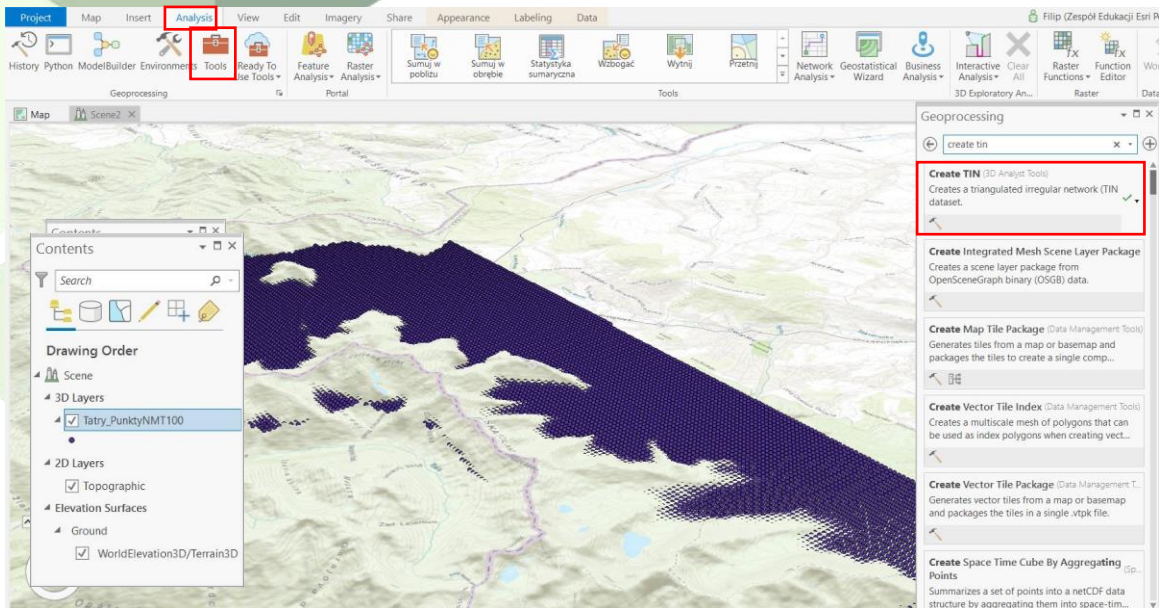 Project Map Insert Analysis View Edit Imagery Share Appearance Labeling Data
Filip (Zespół Edukacji Esri
History Python ModelBuilder Environments Tools Ready To Use Tools Feature Analysis Raster Analysis Sumuj w pobliżu Sumuj w obrębie Statystyka sumaryczna Wzbogać Wytnij Przetnij Network Analysis Geostatistical Wizard Business Analysis Interactive Analysis Clear All Raster Functions Function Editor
Geoprocessing Portal Tools 3D Exploratory An... Raster Data
Map Scene2
Geoprocessing
create tin
Create TIN (3D Analyst Tools)
Creates a triangulated irregular network (TIN
dataset.
Create Integrated Mesh Scene Layer Package
Creates a scene layer package from
OpenSceneGraph binary (OSGB) data.
Create Map Tile Package (Data Management Tools)
Generates tiles from a map or basemap and
packages the tiles to create a single comp...
Create Vector Tile Index (Data Management Tools)
Creates a multiscale mesh of polygons that can
be used as index polygons when creating vect...
Create Vector Tile Package (Data Management T...
Generates vector tiles from a map or basemap
and packages the tiles in a single .vtpk file.
Create Space Time Cube By Aggregating
Points (Sp...
Summarizes a set of points into a netCDF data
structure by aggregating them into space-tim...
Contents
Contents
Search
Drawing Order
Scene
3D Layers
Tatry_PunktyNMT100
2D Layers
Topographic
Elevation Surfaces
Ground
WorldElevation3D/Terrain3D